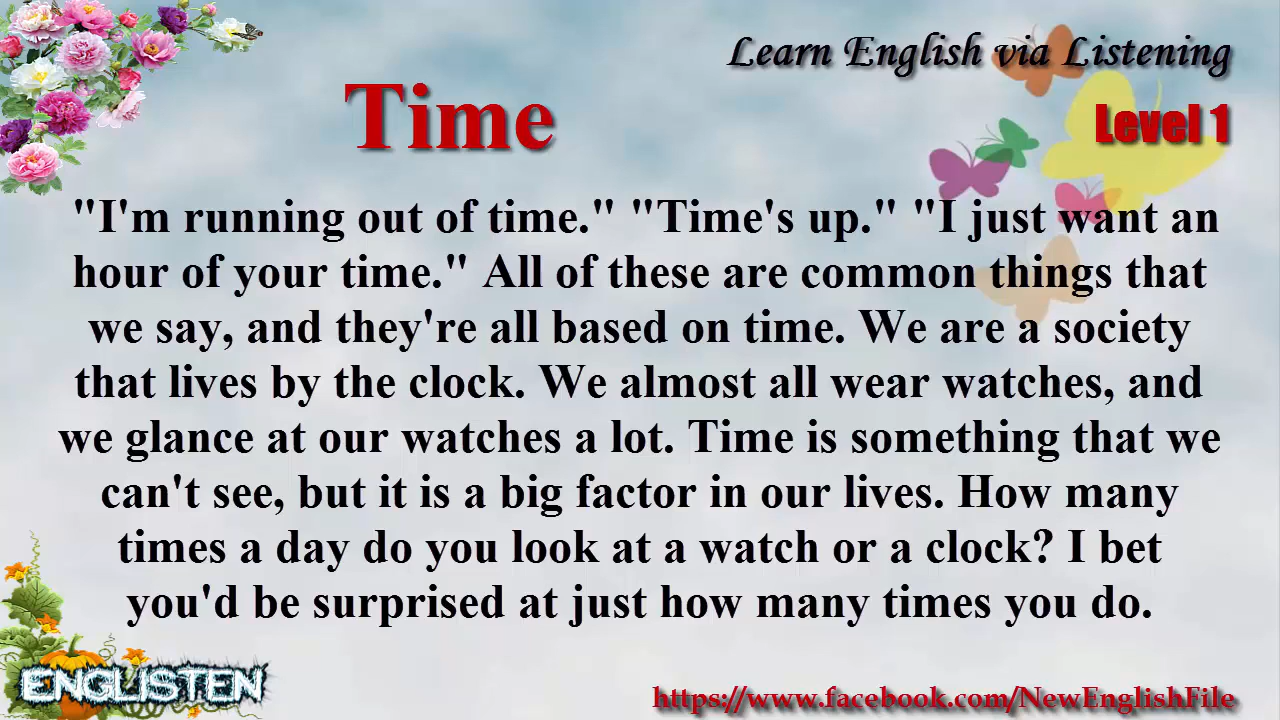 Learn English via Listening
Time
Level 1
"I'm running out of time." "Time's up." "I just want an
hour of your time." All of these are common things that
we say, and they're all based on time. We are a society
that lives by the clock. We almost all wear watches, and
we glance at our watches a lot. Time is something that we
can't see, but it is a big factor in our lives. How many
times a day do you look at a watch or a clock? I bet
you'd be surprised at just how many times you do.
ENGLISTEN
https://www.facebook.com/NewEnglishFile